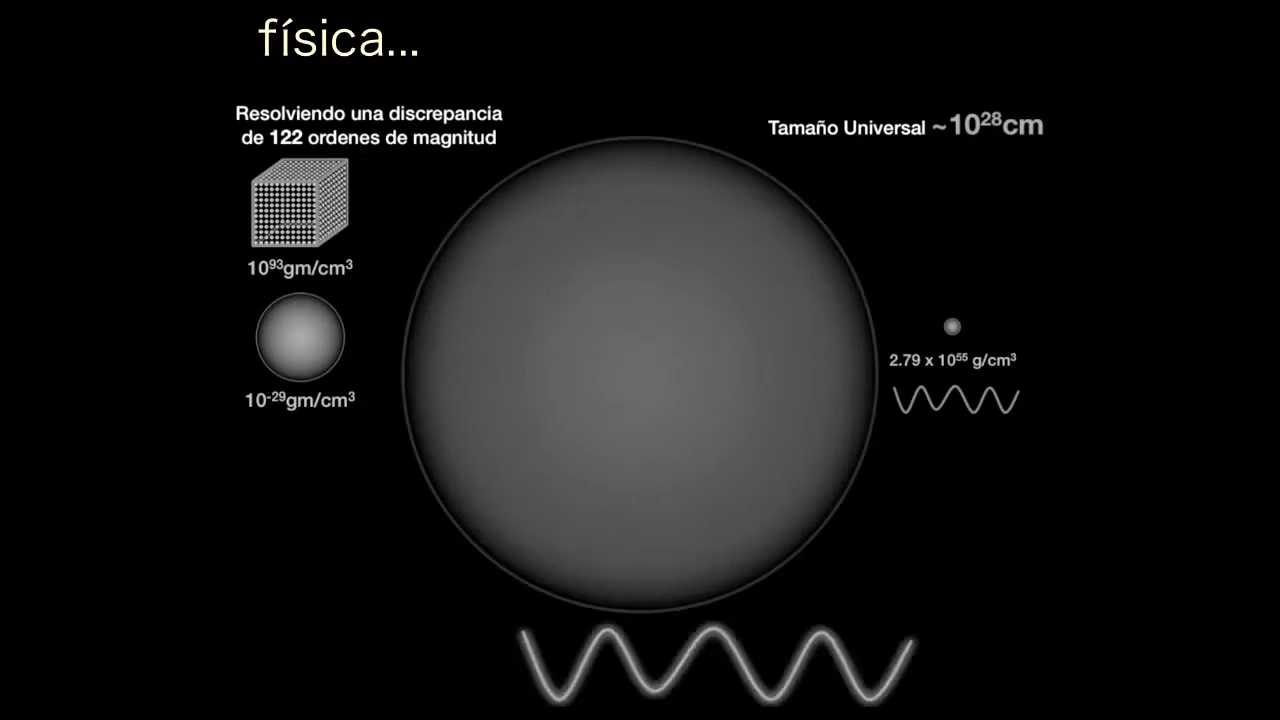 física...
Resolviendo una discrepancia
de 122 ordenes de magnitud
10⁹³gm/cm³
10⁻²⁹gm/cm³
Tamaño Universal ~10²⁸cm
2.79 x 10⁵⁵ g/cm³